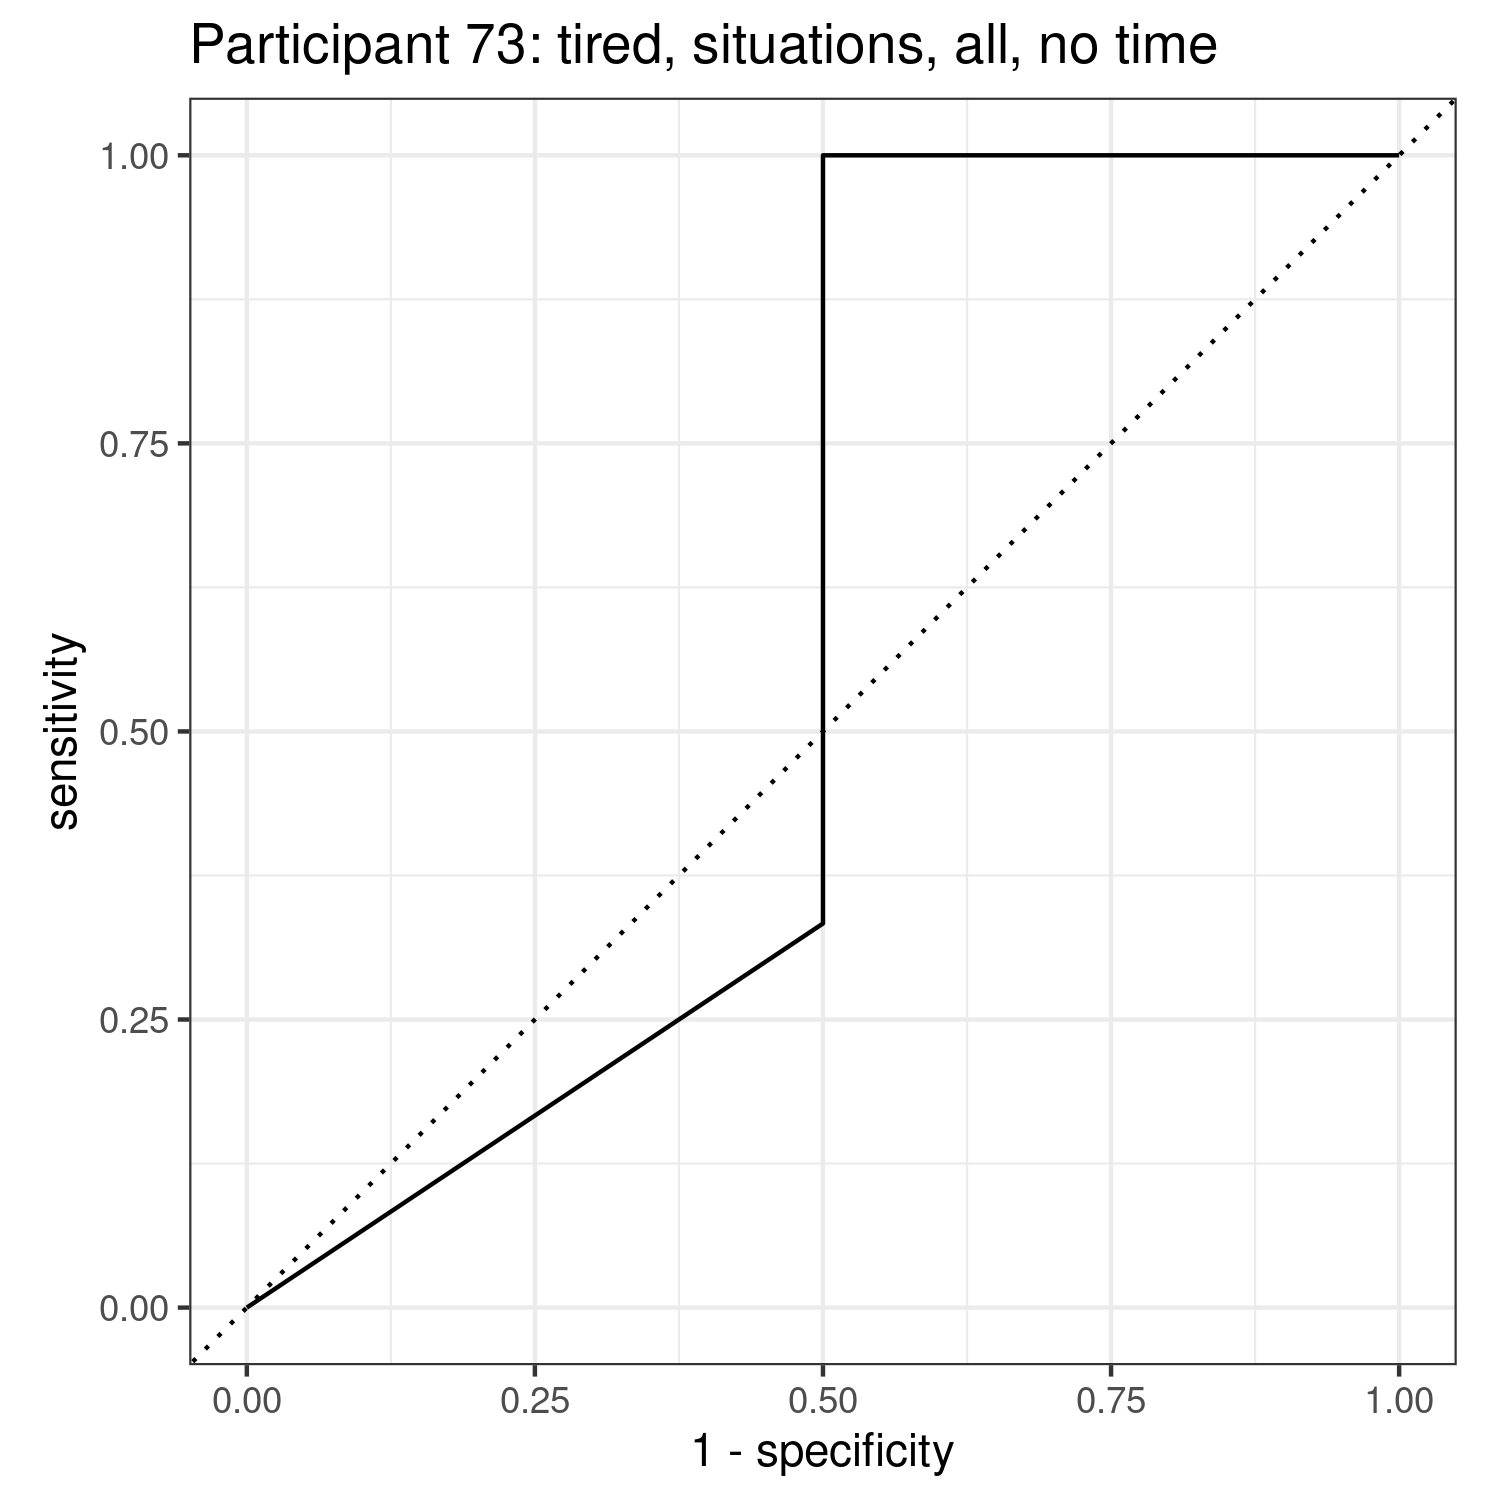 Participant 73: tired, situations, all, no time
1.00
0.75
0.50
0.25
0.00
sensitivity
0.00 0.25 0.50 0.75 1.00
1 - specificity